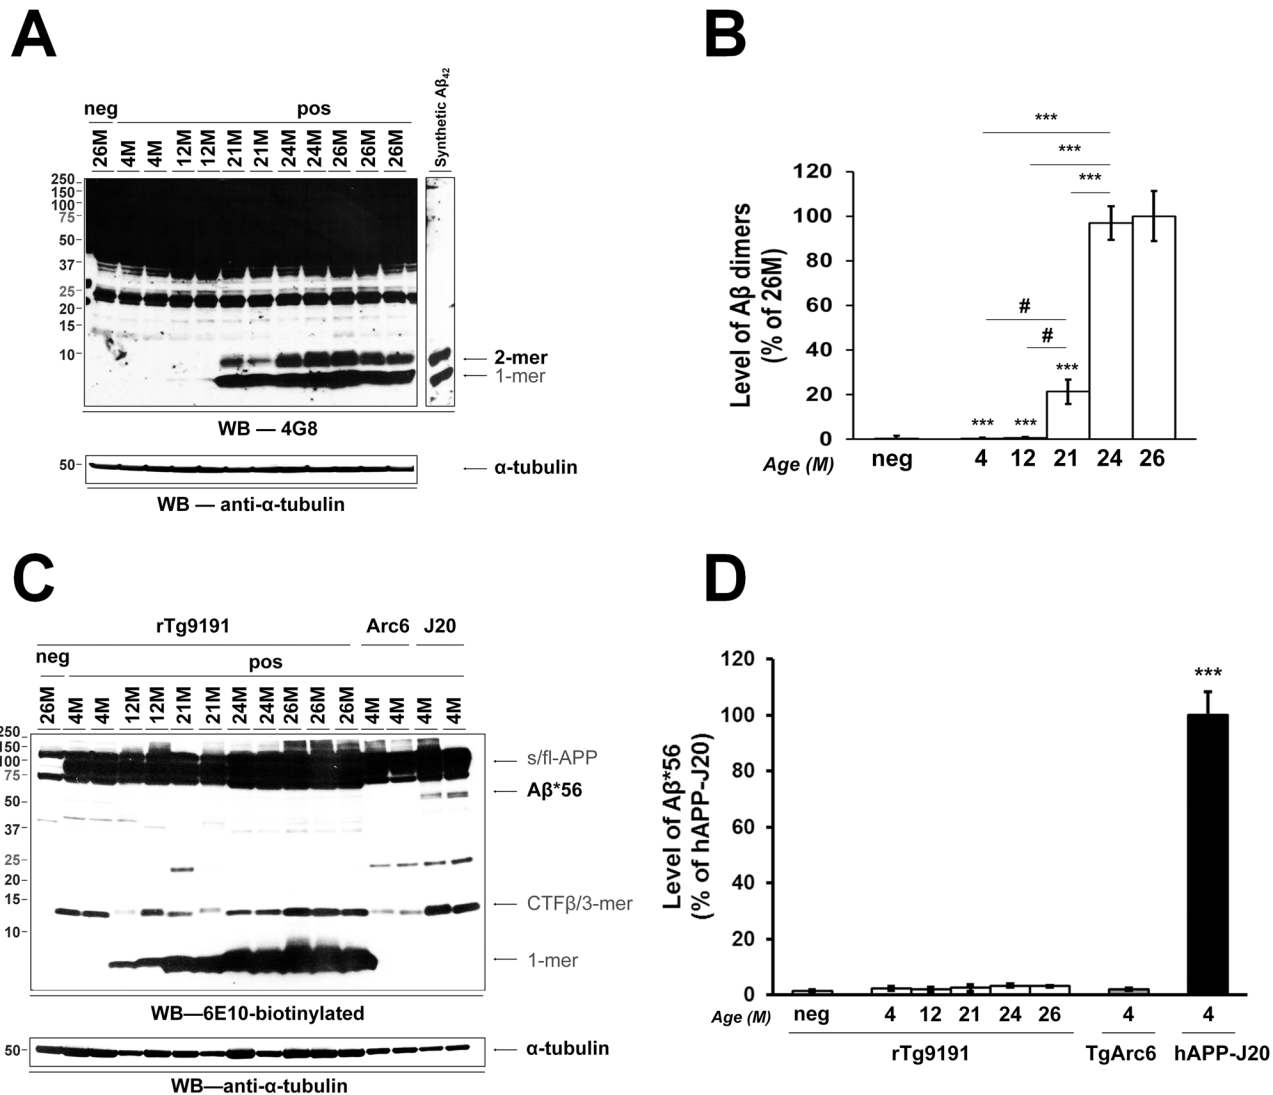 A
neg pos Synthetic Aβ42
26M 4M 4M 12M 12M 21M 21M 24M 24M 26M 26M 26M
250
150
100
75
50
37
25
20
15
10
2-mer
1-mer
WB — 4G8
50
α-tubulin
WB — anti-α-tubulin
B
Level of Aβ dimers
(% of 26M)
***
***
***
120
100
80
60
40
20
0
#
#
***
*** ***
Age (M) neg 4 12 21 24 26
C
rTg9191 Arc6 J20
neg pos
26M 4M 4M 12M 12M 21M 21M 24M 24M 26M 26M 26M 4M 4M 4M 4M
250
150
100
75
50
37
25
20
15
10
s/fl-APP
Aβ*56
CTFβ/3-mer
1-mer
WB—6E10-biotinylated
50
α-tubulin
WB—anti-α-tubulin
D
Level of Aβ*56
(% of hAPP-J20)
120
100
80
60
40
20
0
***
Age (M) neg 4 12 21 24 26 4 4
rTg9191 TgArc6 hAPP-J20